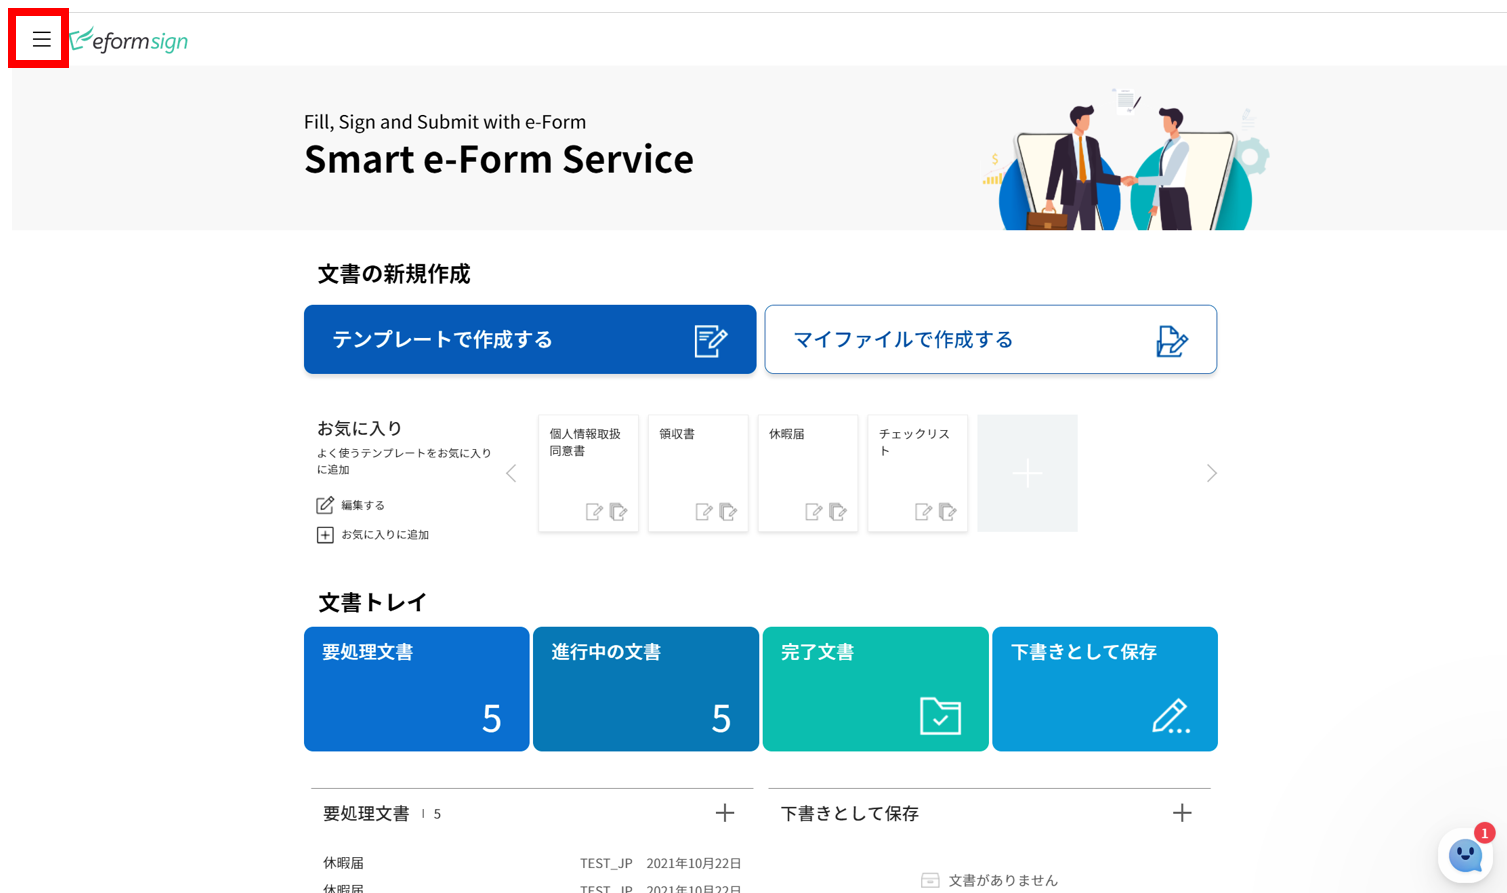 eformsign
Fill, Sign and Submit with e-Form
Smart e-Form Service
文書の新規作成
テンプレートで作成する
マイファイルで作成する
お気に入り
よく使うテンプレートをお気に入り
に追加
編集する
お気に入りに追加
個人情報取扱
同意書
領収書
休暇届
チェックリス
ト
文書トレイ
要処理文書
5
進行中の文書
5
完了文書
下書きとして保存
要処理文書 | 5
下書きとして保存
休暇届 TEST_JP 2021年10月22日
休暇届 TEST_JP 2021年10月22日
文書がありません
1